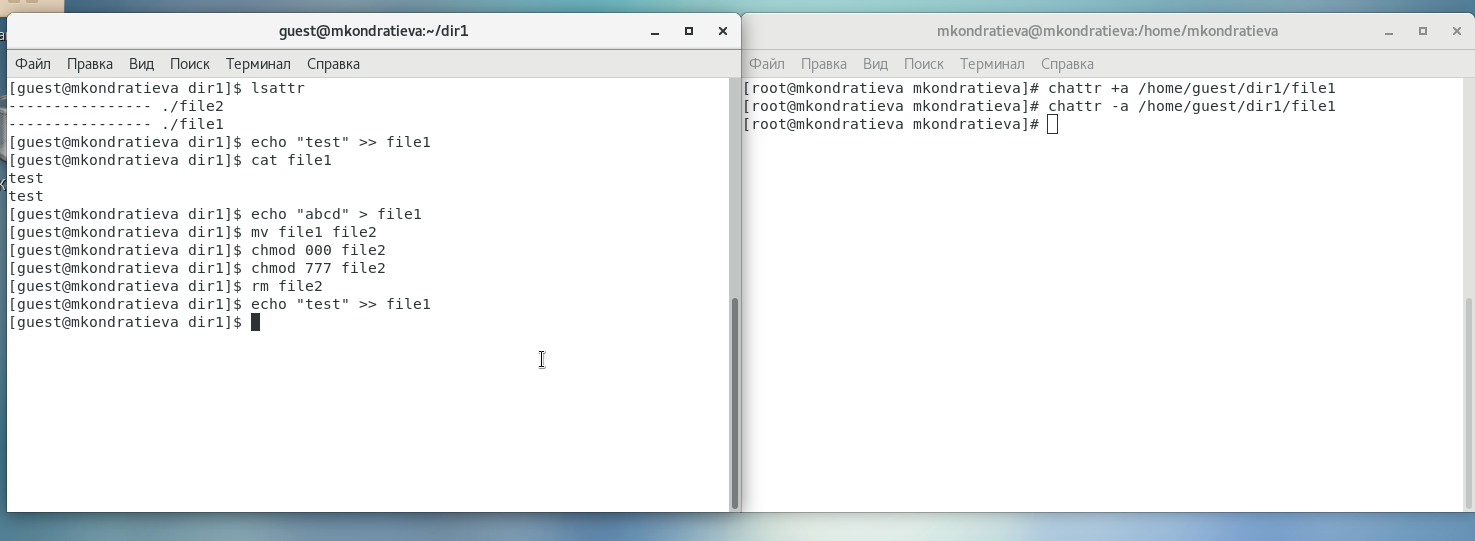 guest@mkondratieva:~/dir1
Файл Правка Вид Поиск Терминал Справка
[guest@mkondratieva dir1]$ lsattr
---------------- ./file2
---------------- ./file1
[guest@mkondratieva dir1]$ echo "test" >> file1
[guest@mkondratieva dir1]$ cat file1
test
test
[guest@mkondratieva dir1]$ echo "abcd" > file1
[guest@mkondratieva dir1]$ mv file1 file2
[guest@mkondratieva dir1]$ chmod 000 file2
[guest@mkondratieva dir1]$ chmod 777 file2
[guest@mkondratieva dir1]$ rm file2
[guest@mkondratieva dir1]$ echo "test" >> file1
[guest@mkondratieva dir1]$
mkondratieva@mkondratieva:/home/mkondratieva
Файл Правка Вид Поиск Терминал Справка
[root@mkondratieva mkondratieva]# chattr +a /home/guest/dir1/file1
[root@mkondratieva mkondratieva]# chattr -a /home/guest/dir1/file1
[root@mkondratieva mkondratieva]#